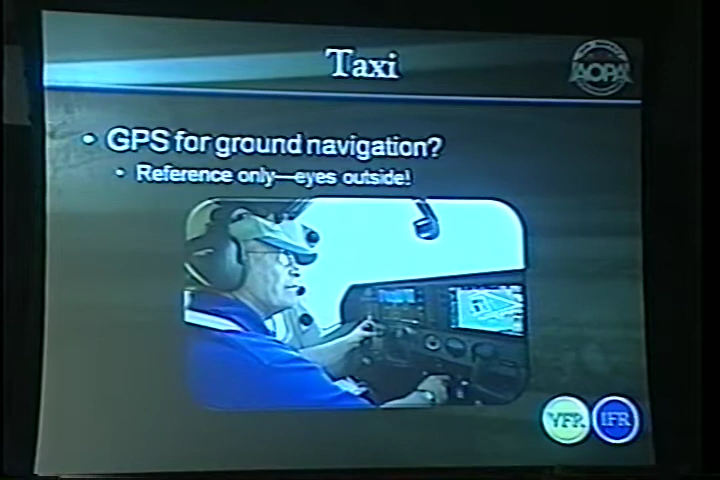 Taxi
AOPA
• GPS for ground navigation?
• Reference only—eyes outside!
VFR IFR